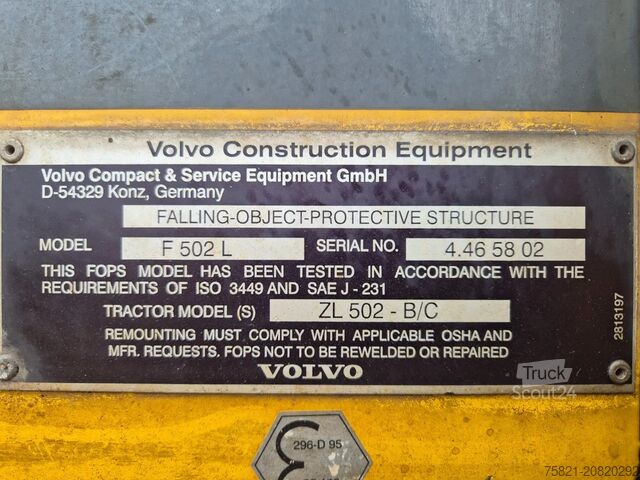 Volvo Construction Equipment
Volvo Compact & Service Equipment GmbH
D-54329 Konz, Germany
FALLING-OBJECT-PROTECTIVE STRUCTURE
MODEL F 502 L SERIAL NO. 4.46 58 02
THIS FOPS MODEL HAS BEEN TESTED IN ACCORDANCE WITH THE
REQUIREMENTS OF ISO 3449 AND SAE J - 231
TRACTOR MODEL (S) ZL 502 - B/C
REMOUNTING MUST COMPLY WITH APPLICABLE OSHA AND
MFR. REQUESTS. FOPS NOT TO BE REWELDED OR REPAIRED
VOLVO
2813197
Truck
Scout24
296-D 95
75821-20820292